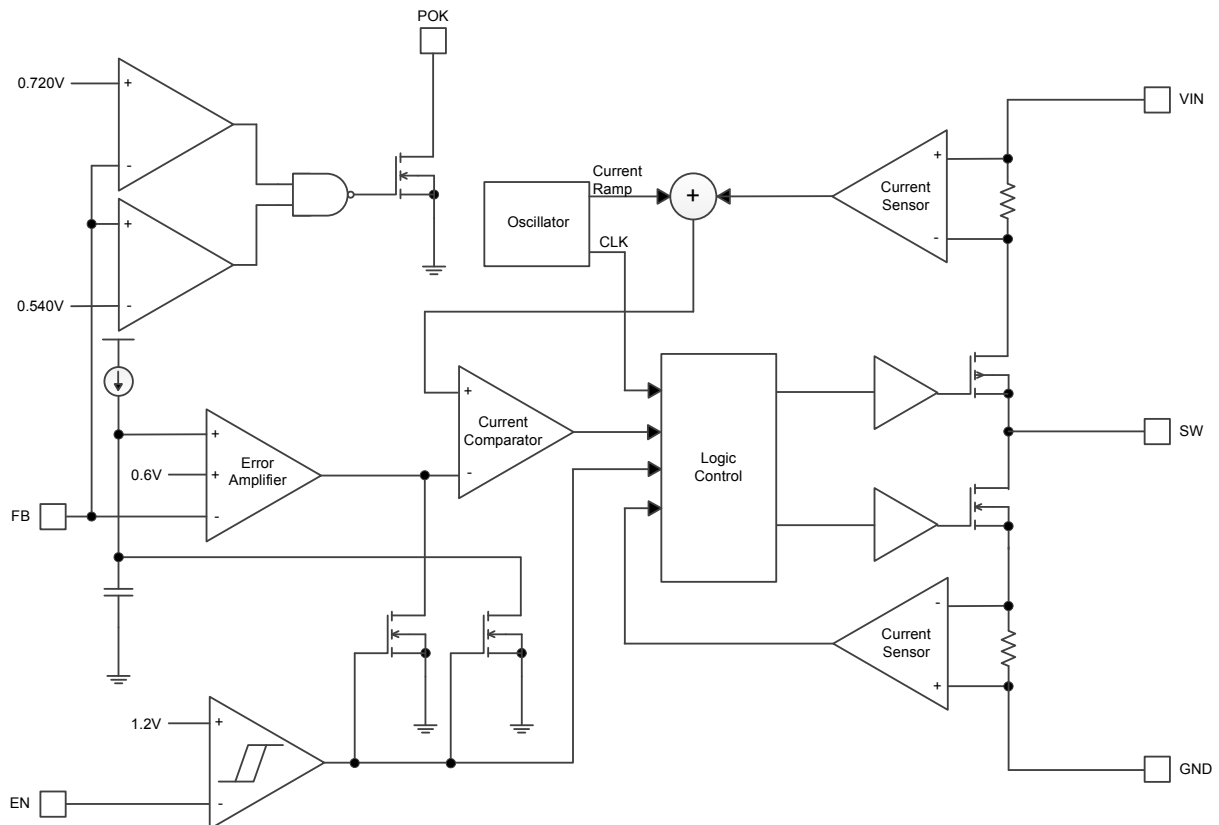 POK
0.720V
+
-
+
-
0.540V
VIN
Current
Ramp
Oscillator
CLK
+
+
Current
Sensor
-
+
Current
Comparator
-
+
0.6V
+
Error
Amplifier
-
FB
Logic
Control
SW
-
Current
Sensor
+
1.2V
+
-
EN
GND